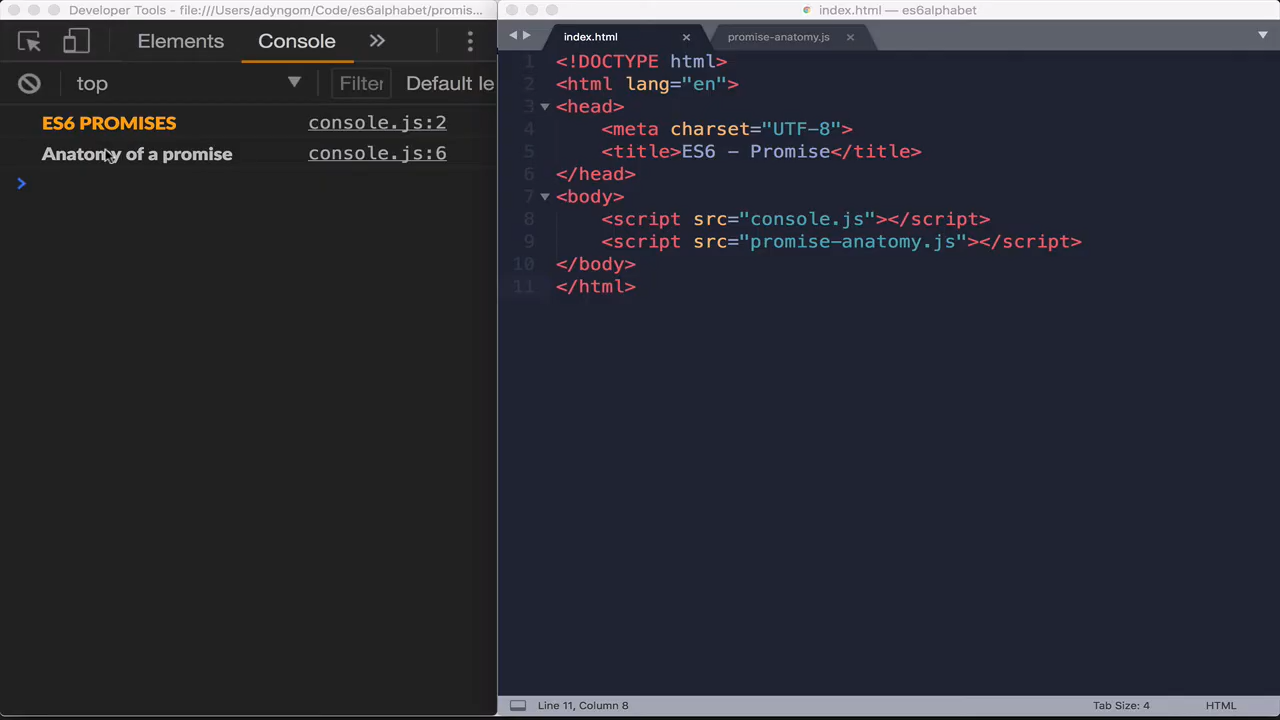 Developer Tools - file:///Users/adyngom/Code/es6alphabet/promis...
Elements
Console
top
Filter
Default le
ES6 PROMISES
console.js:2
Anatomy of a promise
console.js:6
index.html — es6alphabet
index.html
promise-anatomy.js
1 <!DOCTYPE html>
2 <html lang="en">
3 <head>
4 <meta charset="UTF-8">
5 <title>ES6 - Promise</title>
6 </head>
7 <body>
8 <script src="console.js"></script>
9 <script src="promise-anatomy.js"></script>
10 </body>
11 </html>
Line 11, Column 8
Tab Size: 4
HTML